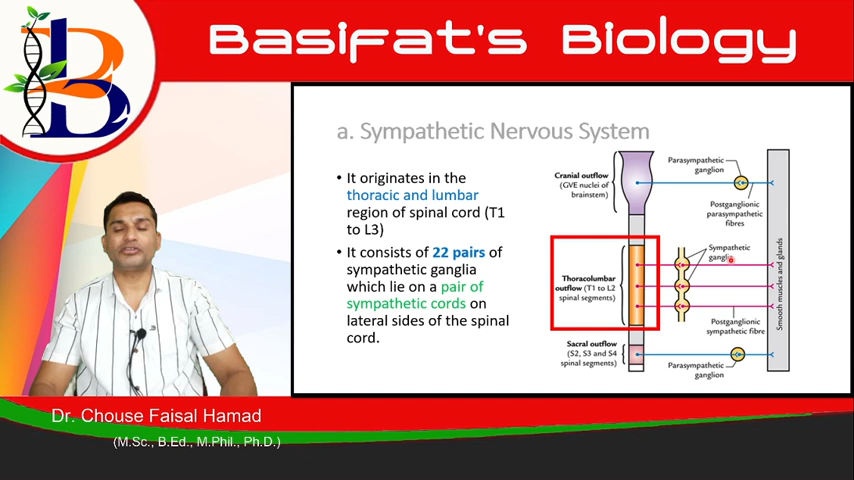 Basifat's Biology
a. Sympathetic Nervous System
• It originates in the
thoracic and lumbar
region of spinal cord (T1
to L3)
• It consists of 22 pairs of
sympathetic ganglia
which lie on a pair of
sympathetic cords on
lateral sides of the spinal
cord.
Cranial outflow
(GVE nuclei of
brainstem)
Parasympathetic
ganglion
Postganglionic
parasympathetic
fibres
Sympathetic
ganglia
Thoracolumbar
outflow (T1 to L2
spinal segments)
Postganglionic
sympathetic fibre
Smooth muscles and glands
Sacral outflow
(S2, S3 and S4
spinal segments)
Parasympathetic
ganglion
Dr. Chouse Faisal Hamad
(M.Sc., B.Ed., M.Phil., Ph.D.)